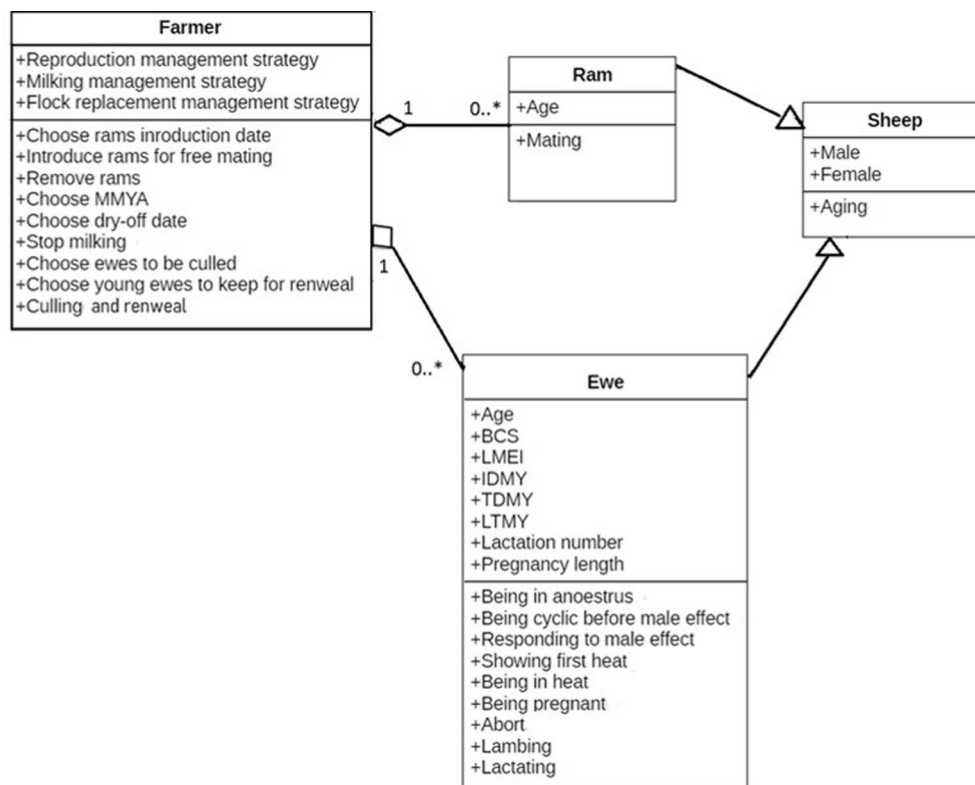 Farmer
+Reproduction management strategy
+Milking management strategy
+Flock replacement management strategy
+Choose rams inroduction date
+Introduce rams for free mating
+Remove rams
+Choose MMYA
+Choose dry-off date
+Stop milking
+Choose ewes to be culled
+Choose young ewes to keep for renweal
+Culling and renweal
1
0..*
Ram
+Age
+Mating
Sheep
+Male
+Female
+Aging
1
0..*
Ewe
+Age
+BCS
+LMEI
+IDMY
+TDMY
+LTMY
+Lactation number
+Pregnancy length
+Being in anoestrus
+Being cyclic before male effect
+Responding to male effect
+Showing first heat
+Being in heat
+Being pregnant
+Abort
+Lambing
+Lactating